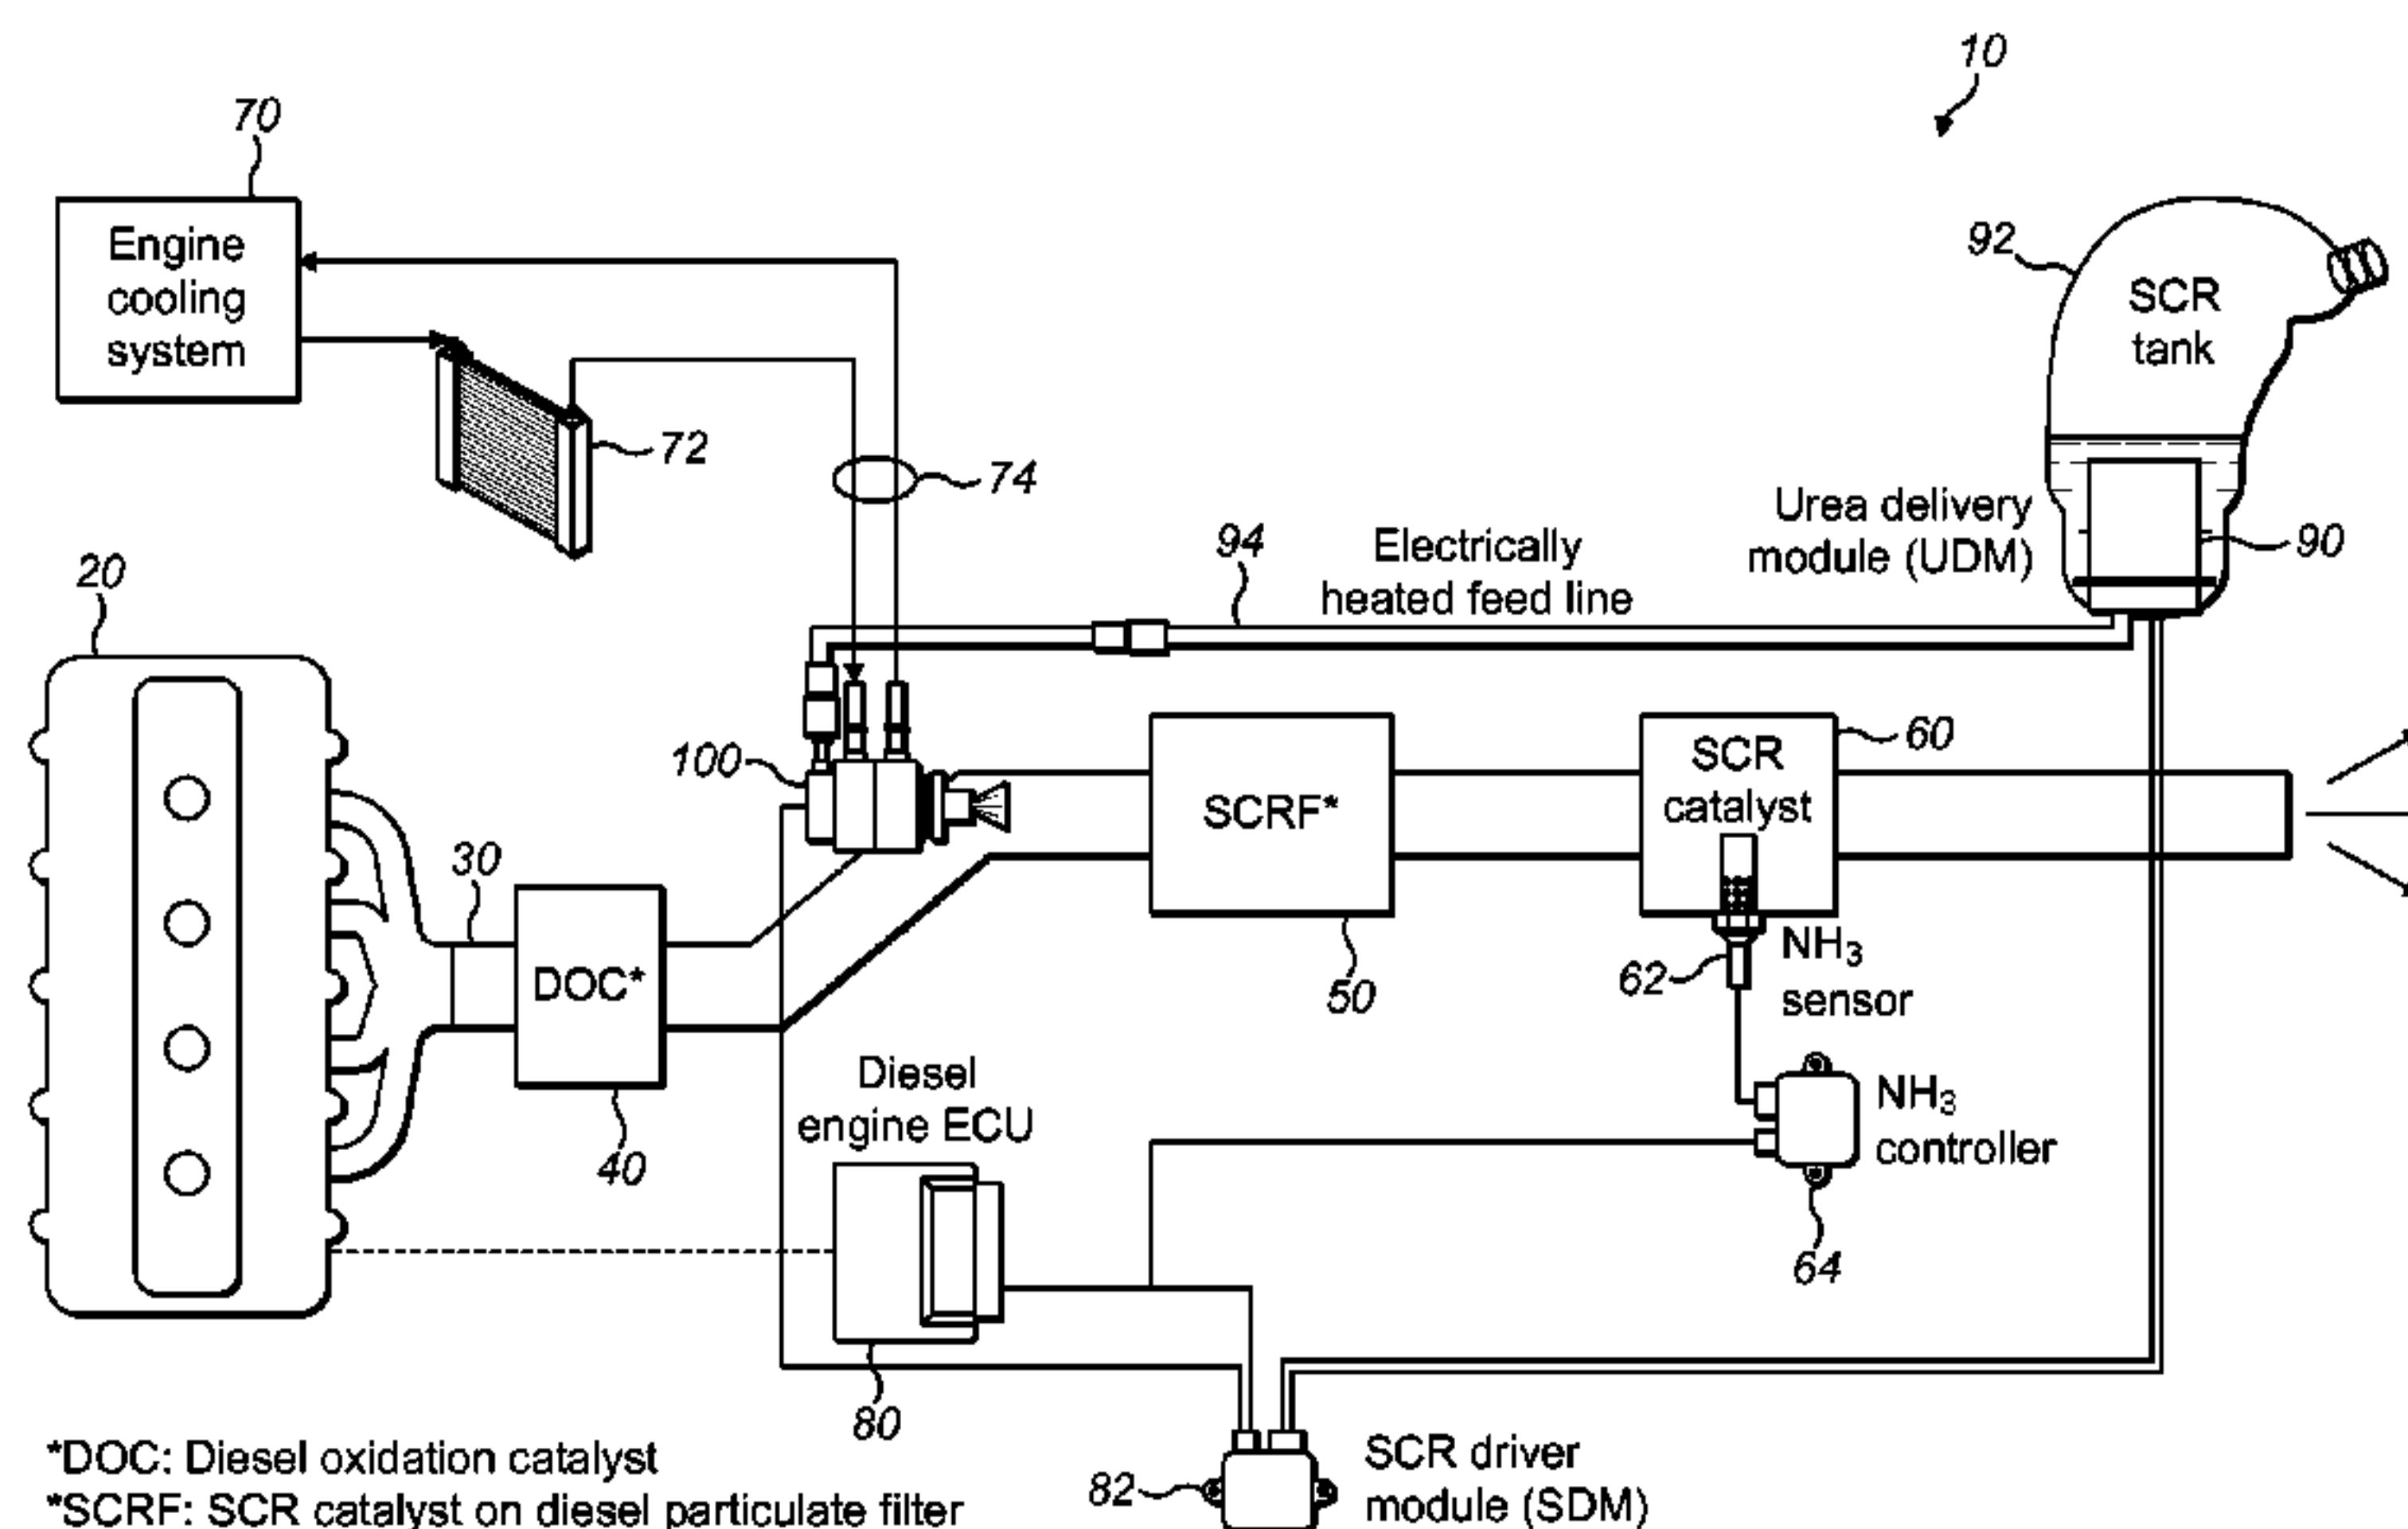 10
70
Engine
cooling
system
92
SCR
tank
72
74
Urea delivery
module (UDM)
90
94
Electrically
heated feed line
20
100
SCRF*
SCR
catalyst
60
30
DOC*
40
50
62
NH₃
sensor
Diesel
engine ECU
NH₃
controller
64
80
82
SCR driver
module (SDM)
*DOC: Diesel oxidation catalyst
*SCRF: SCR catalyst on diesel particulate filter